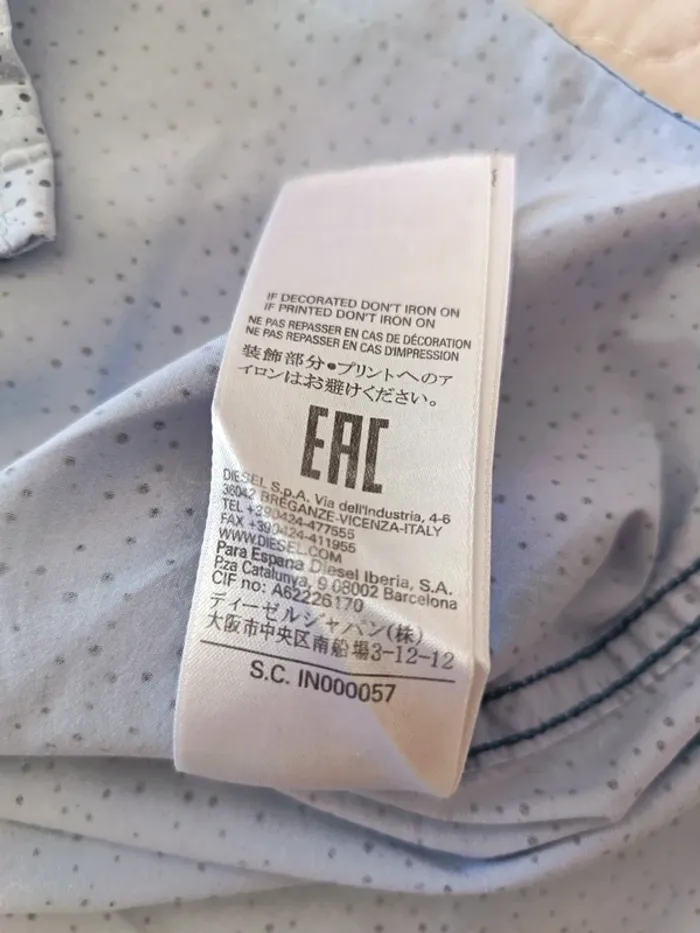 IF DECORATED DON'T IRON ON
IF PRINTED DON'T IRON ON
NE PAS REPASSER EN CAS DE DÉCORATION
NE PAS REPASSER EN CAS D'IMPRESSION
装飾部分●プリントへのア
イロンはお避けください。
EAC
DIESEL S.p.A. Via dell'Industria, 4-6
36042 BREGANZE-VICENZA-ITALY
TEL +390424-477555
FAX +390424-411955
WWW.DIESEL.COM
Para Espana Diesel Iberia, S.A.
Pza Catalunya, 9 08002 Barcelona
CIF no: A62226170
ディーゼルジャパン(株)
大阪市中央区南船場3-12-12
S.C. IN000057